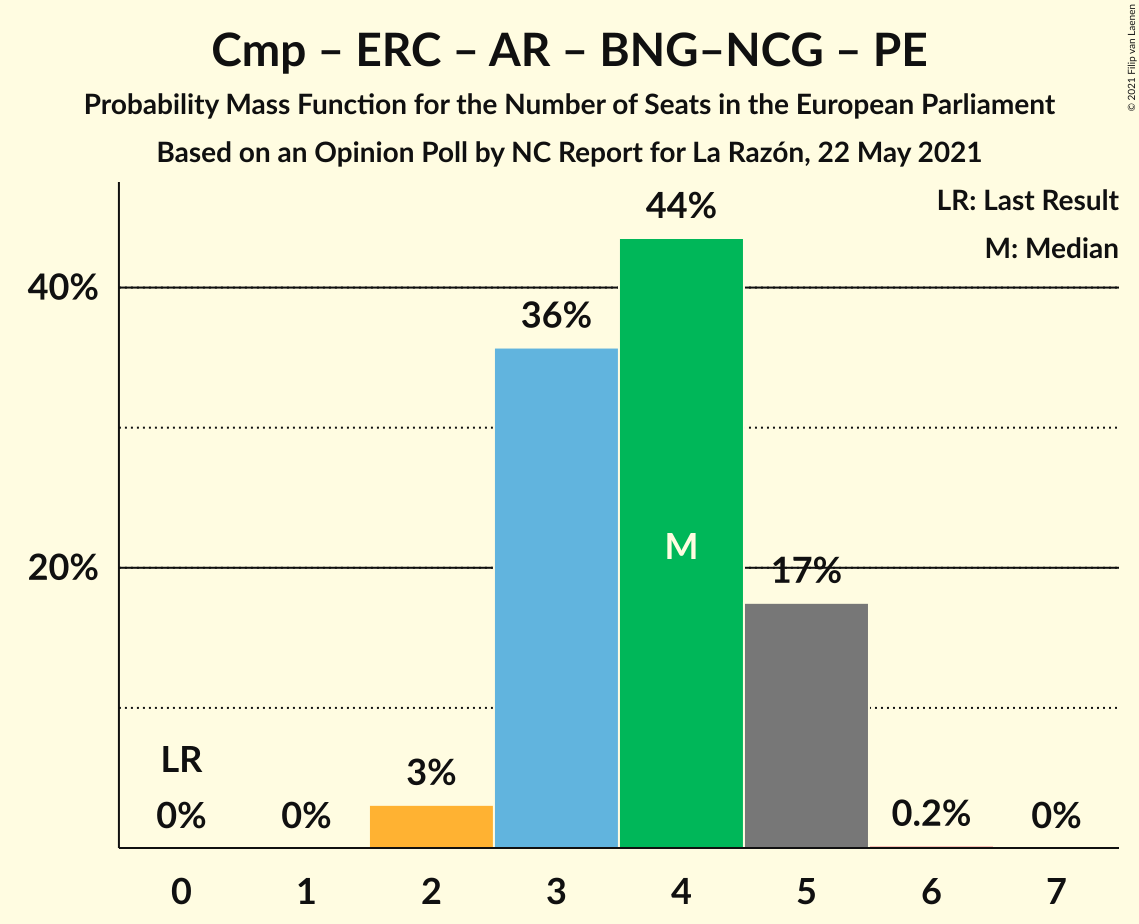 Cmp – ERC – AR – BNG–NCG – PE
Probability Mass Function for the Number of Seats in the European Parliament
Based on an Opinion Poll by NC Report for La Razón, 22 May 2021
© 2021 Filip van Laenen
LR: Last Result
M: Median
44%
40%
36%
M
20%
17%
LR
3%
0%
0%
0.2%
0%
0
1
2
3
4
5
6
7